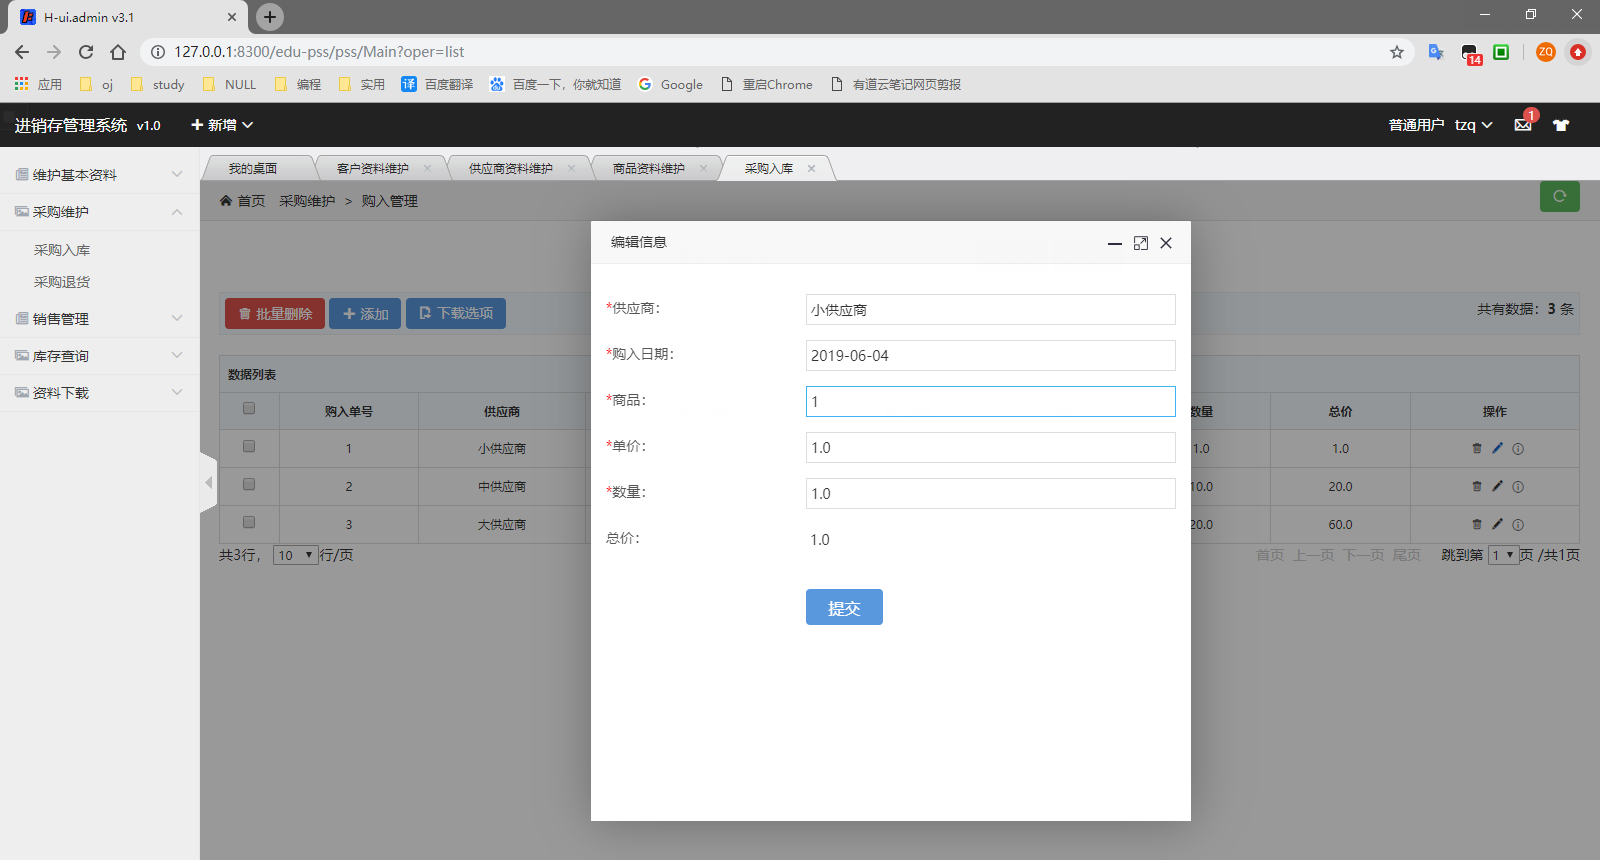 H-ui.admin v3.1
127.0.0.1:8300/edu-pss/pss/Main?oper=list
14
ZQ
应用
oj
study
NULL
编程
实用
译 百度翻译
百度一下，你就知道
Google
重启Chrome
有道云笔记网页剪报
进销存管理系统 v1.0
新增
普通用户 tzq
1
维护基本资料
采购维护
采购入库
采购退货
销售管理
库存查询
资料下载
我的桌面
客户资料维护
供应商资料维护
商品资料维护
采购入库
首页 采购维护 > 购入管理
批量删除
添加
下载选项
共有数据：3 条
数据列表
购入单号 供应商 数量 总价 操作
1 小供应商 1.0 1.0
2 中供应商 10.0 20.0
3 大供应商 20.0 60.0
共3行， 10 行/页
首页 上一页 下一页 尾页 跳到第 1 页 /共1页
编辑信息
*供应商： 小供应商
*购入日期： 2019-06-04
*商品： 1
*单价： 1.0
*数量： 1.0
总价： 1.0
提交